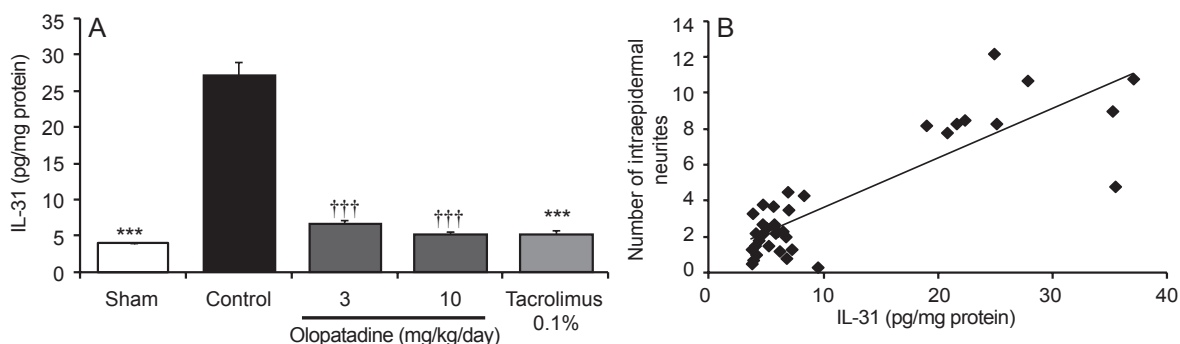 A
IL-31 (pg/mg protein)
35
30
25
20
15
10
5
0
***
†††
†††
***
Sham
Control
3
10
Tacrolimus
0.1%
Olopatadine (mg/kg/day)
B
Number of intraepidermal
neurites
14
12
10
8
6
4
2
0
0
10
20
30
40
IL-31 (pg/mg protein)